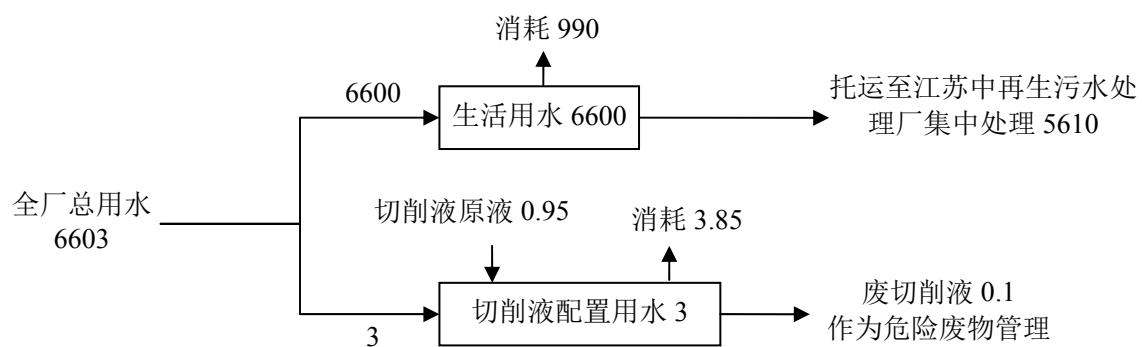 消耗 990
6600
生活用水 6600
托运至江苏中再生污水处
理厂集中处理 5610
全厂总用水
6603
切削液原液 0.95
消耗 3.85
3
切削液配置用水 3
废切削液 0.1
作为危险废物管理